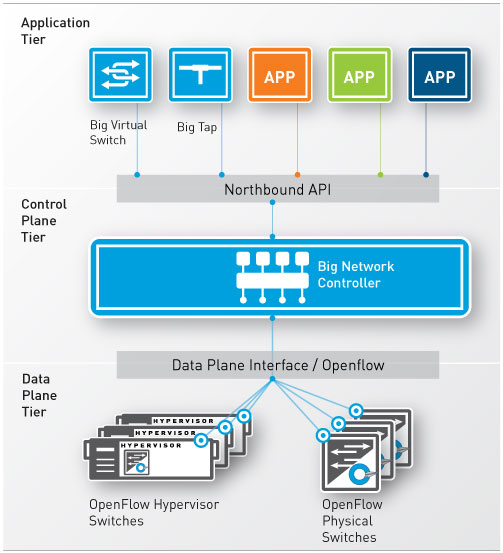 Application
Tier
APP
APP
APP
Big Virtual
Switch
Big Tap
Northbound API
Control
Plane
Tier
Big Network
Controller
Data Plane Interface / Openflow
Data
Plane
Tier
HYPERVISOR
HYPERVISOR
HYPERVISOR
OpenFlow Hypervisor
Switches
OpenFlow
Physical
Switches